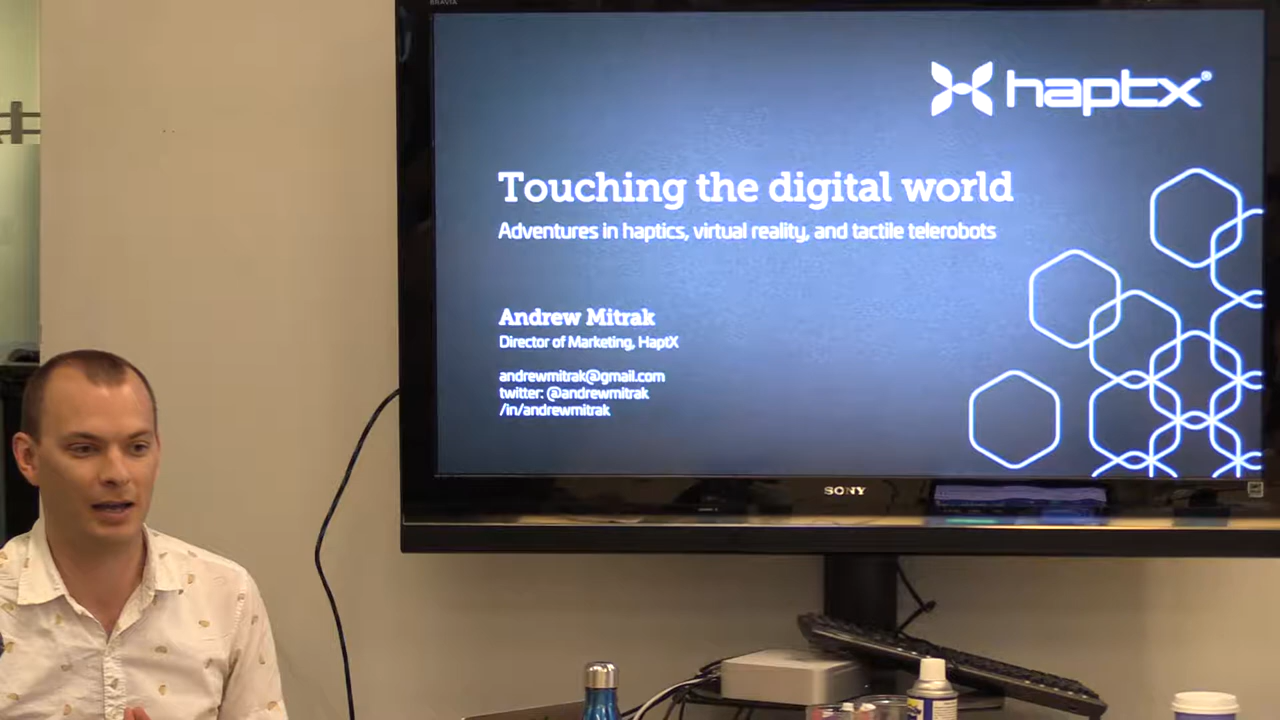 BRAVIA
haptx®
Touching the digital world
Adventures in haptics, virtual reality, and tactile telerobots
Andrew Mitrak
Director of Marketing, HaptX
andrewmitrak@gmail.com
twitter: @andrewmitrak
/in/andrewmitrak
SONY